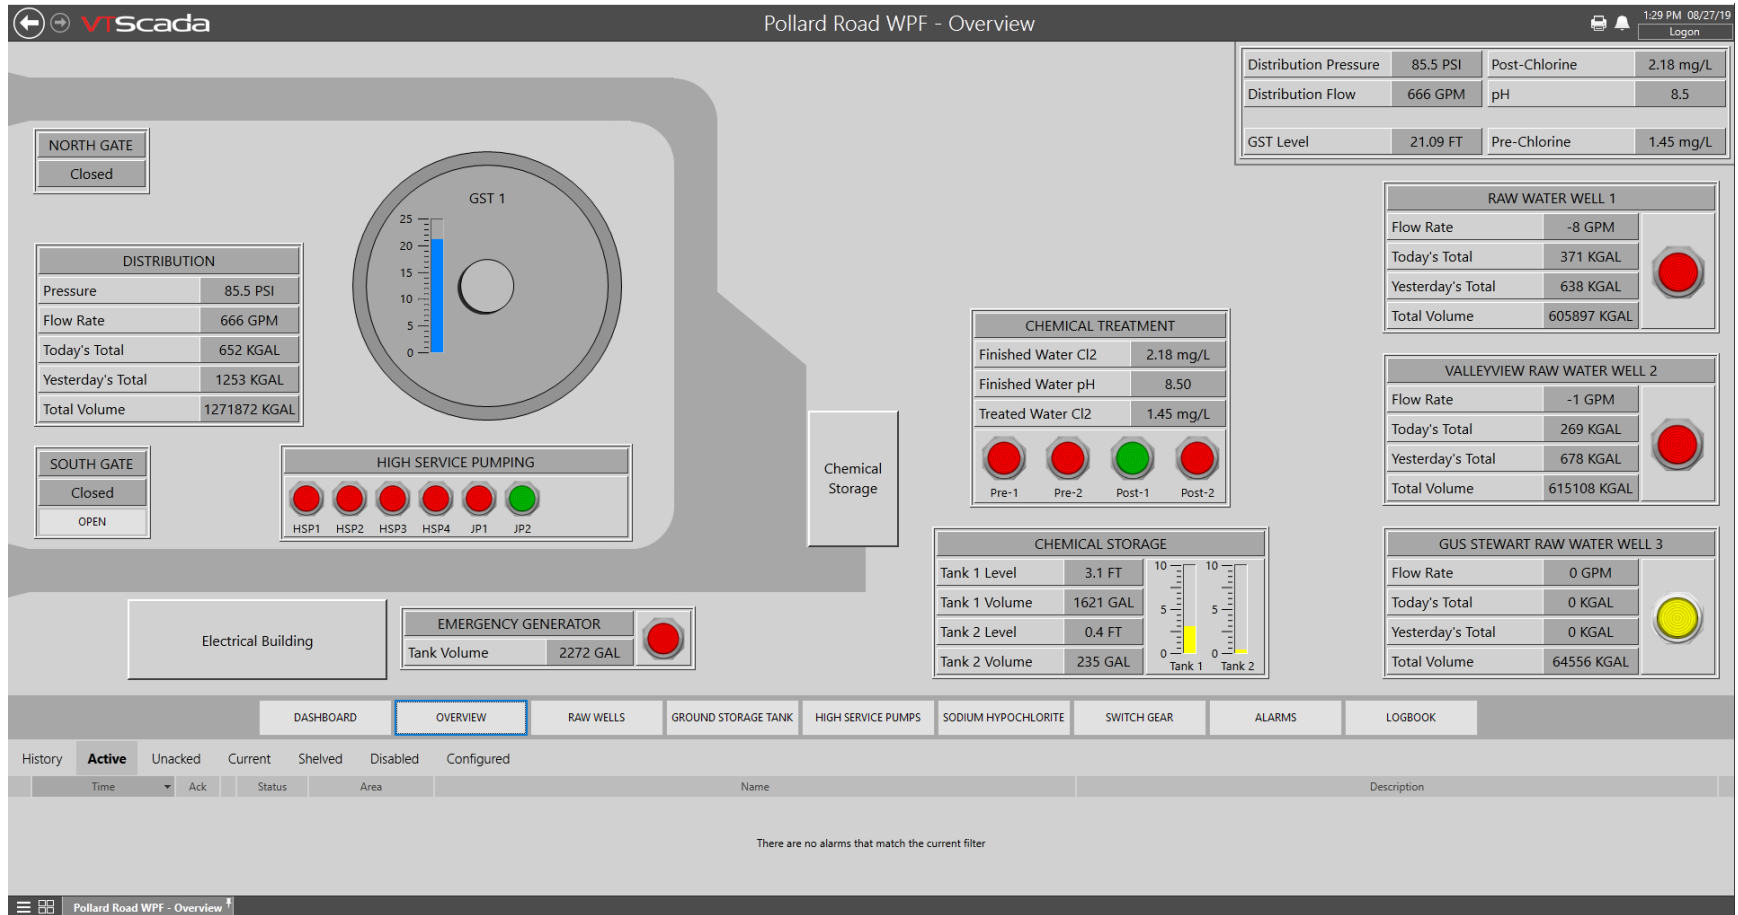 VTScada
Pollard Road WPF - Overview
1:29 PM 08/27/19
Logon
Distribution Pressure 85.5 PSI Post-Chlorine 2.18 mg/L
Distribution Flow 666 GPM pH 8.5
GST Level 21.09 FT Pre-Chlorine 1.45 mg/L
NORTH GATE
Closed
GST 1
25
20
15
10
5
0
DISTRIBUTION
Pressure 85.5 PSI
Flow Rate 666 GPM
Today's Total 652 KGAL
Yesterday's Total 1253 KGAL
Total Volume 1271872 KGAL
RAW WATER WELL 1
Flow Rate -8 GPM
Today's Total 371 KGAL
Yesterday's Total 638 KGAL
Total Volume 605897 KGAL
CHEMICAL TREATMENT
Finished Water Cl2 2.18 mg/L
Finished Water pH 8.50
Treated Water Cl2 1.45 mg/L
Pre-1 Pre-2 Post-1 Post-2
VALLEYVIEW RAW WATER WELL 2
Flow Rate -1 GPM
Today's Total 269 KGAL
Yesterday's Total 678 KGAL
Total Volume 615108 KGAL
SOUTH GATE
Closed
OPEN
HIGH SERVICE PUMPING
HSP1 HSP2 HSP3 HSP4 JP1 JP2
Chemical
Storage
CHEMICAL STORAGE
Tank 1 Level 3.1 FT
Tank 1 Volume 1621 GAL
Tank 2 Level 0.4 FT
Tank 2 Volume 235 GAL
10 10
5 5
0 0
Tank 1 Tank 2
GUS STEWART RAW WATER WELL 3
Flow Rate 0 GPM
Today's Total 0 KGAL
Yesterday's Total 0 KGAL
Total Volume 64556 KGAL
Electrical Building
EMERGENCY GENERATOR
Tank Volume 2272 GAL
DASHBOARD OVERVIEW RAW WELLS GROUND STORAGE TANK HIGH SERVICE PUMPS SODIUM HYPOCHLORITE SWITCH GEAR ALARMS LOGBOOK
History Active Unacked Current Shelved Disabled Configured
Time Ack Status Area Name Description
There are no alarms that match the current filter
Pollard Road WPF - Overview